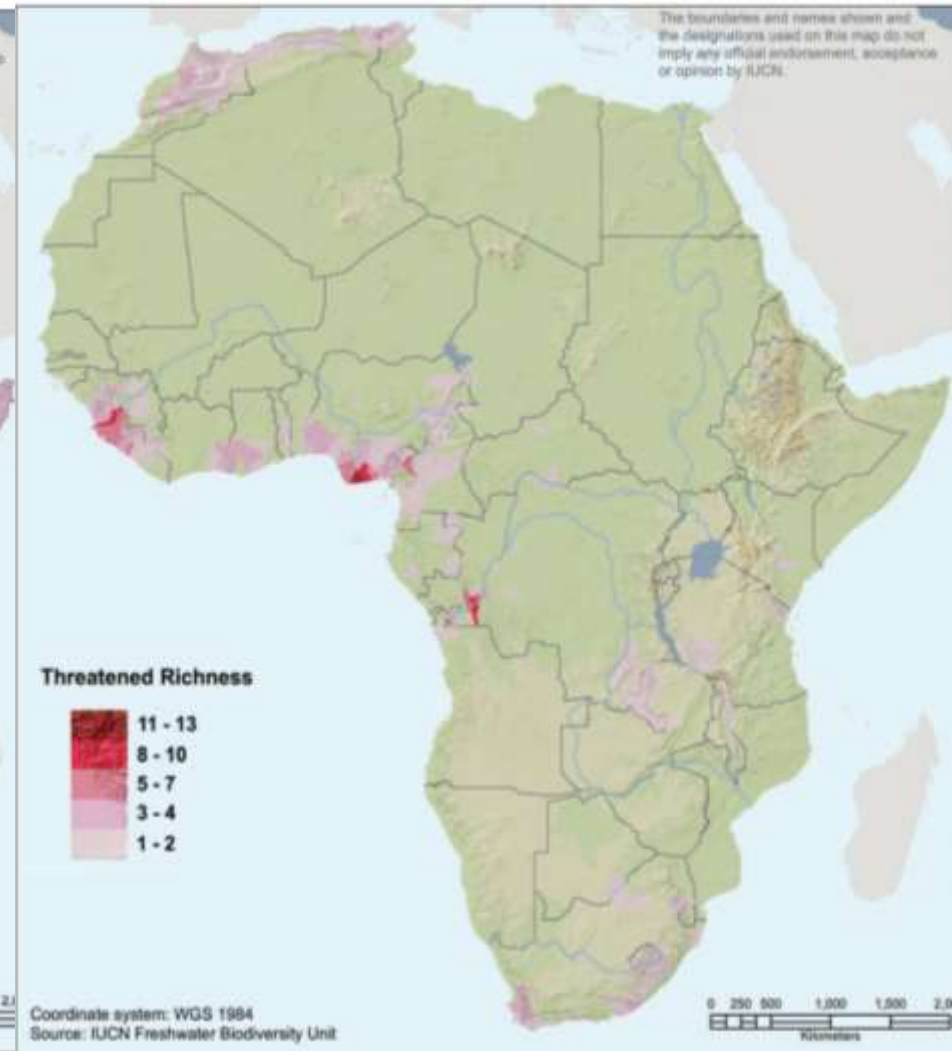 The boundaries and names shown and
the designations used on this map do not
imply any official endorsement, acceptance
or opinion by IUCN.
Threatened Richness
11 - 13
8 - 10
5 - 7
3 - 4
1 - 2
Coordinate system: WGS 1984
Source: IUCN Freshwater Biodiversity Unit
0 250 500 1,000 1,500 2,0
Kilometers